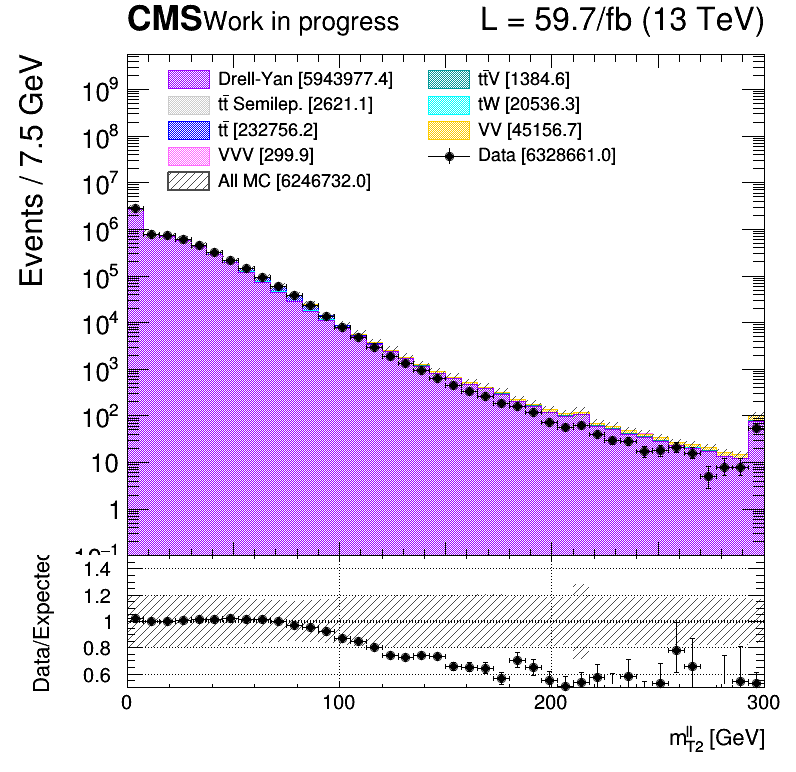 CMS Work in progress L = 59.7/fb (13 TeV)
Events / 7.5 GeV
Drell-Yan [5943977.4]
tt̄ Semilep. [2621.1]
tt̄ [232756.2]
VVV [299.9]
All MC [6246732.0]
tt̄V [1384.6]
tW [20536.3]
VV [45156.7]
Data [6328661.0]
10⁹
10⁸
10⁷
10⁶
10⁵
10⁴
10³
10²
10
1
10⁻¹
Data/Expected
1.4
1.2
1
0.8
0.6
0 100 200 300
m_{T2}^{ll} [GeV]